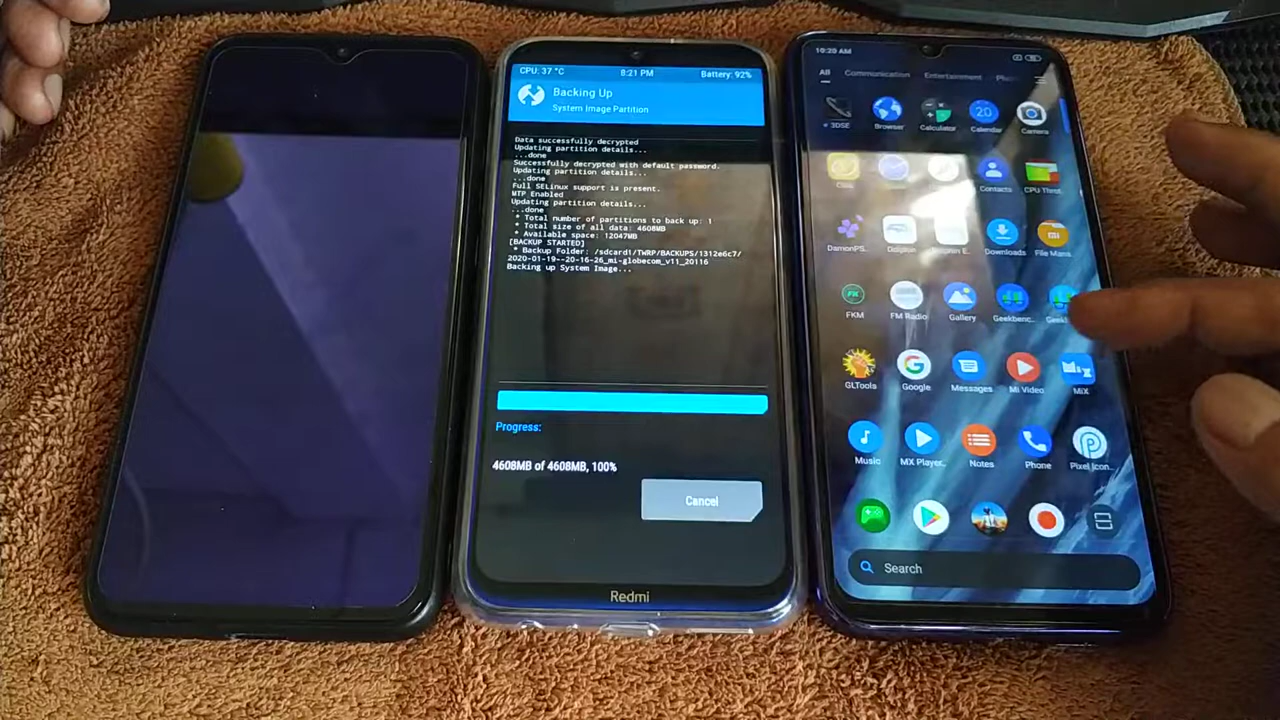 CPU: 37 °C 8:21 PM Battery: 92%
Backing Up
System Image Partition
Data successfully decrypted
Updating partition details...
...done
Successfully decrypted with default password.
Updating partition details...
...done
Full SELinux support is present.
MTP Enabled
Updating partition details...
...done
* Total number of partitions to back up: 1
* Total size of all data: 4608MB
* Available space: 12047MB
[BACKUP STARTED]
* Backup Folder: /sdcard1/TWRP/BACKUPS/1312e6c7/
2020-01-19--20-16-26_mi-globecom_v11_20116
Backing up System Image...
Progress:
4608MB of 4608MB, 100%
Cancel
Redmi
10:20 AM
All Communication Entertainment
3DSE Browser Calculator Calendar Camera
20
Contacts CPU Thrott
DamonPS.. Dolphin Dolphin E.. Downloads File Mana..
FKM FM Radio Gallery Geekbenc..
GLTools Google Messages Mi Video MiX
Music MX Player.. Notes Phone Pixel Icon..
Search